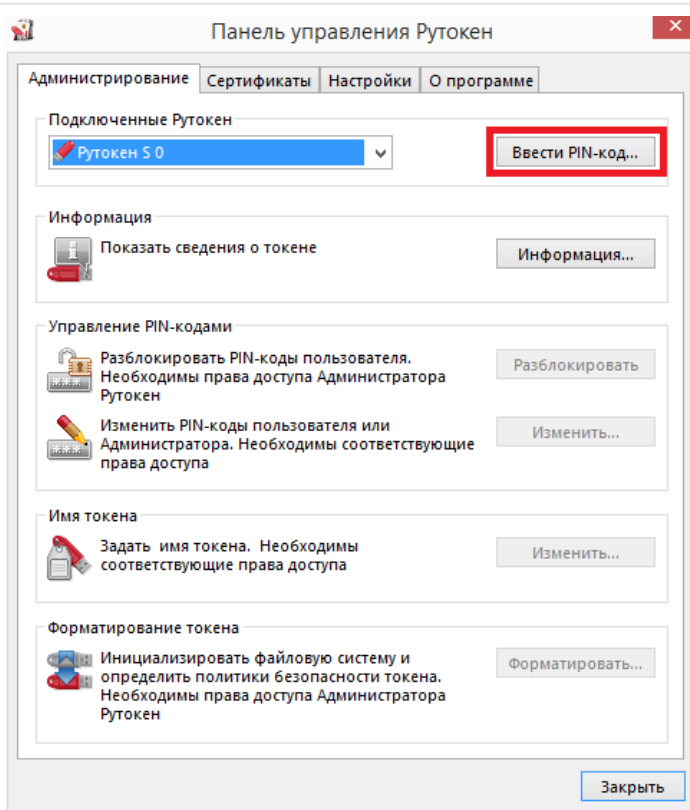 Панель управления Рутокен
Администрирование Сертификаты Настройки О программе
Подключенные Рутокен
Рутокен S 0
Ввести PIN-код...
Информация
Показать сведения о токене
Информация...
Управление PIN-кодами
Разблокировать PIN-коды пользователя.
Необходимы права доступа Администратора
Рутокен
Разблокировать
Изменить PIN-коды пользователя или
Администратора. Необходимы соответствующие
права доступа
Изменить...
Имя токена
Задать имя токена. Необходимы
соответствующие права доступа
Изменить...
Форматирование токена
Инициализировать файловую систему и
определить политики безопасности токена.
Необходимы права доступа Администратора
Рутокен
Форматировать...
Закрыть